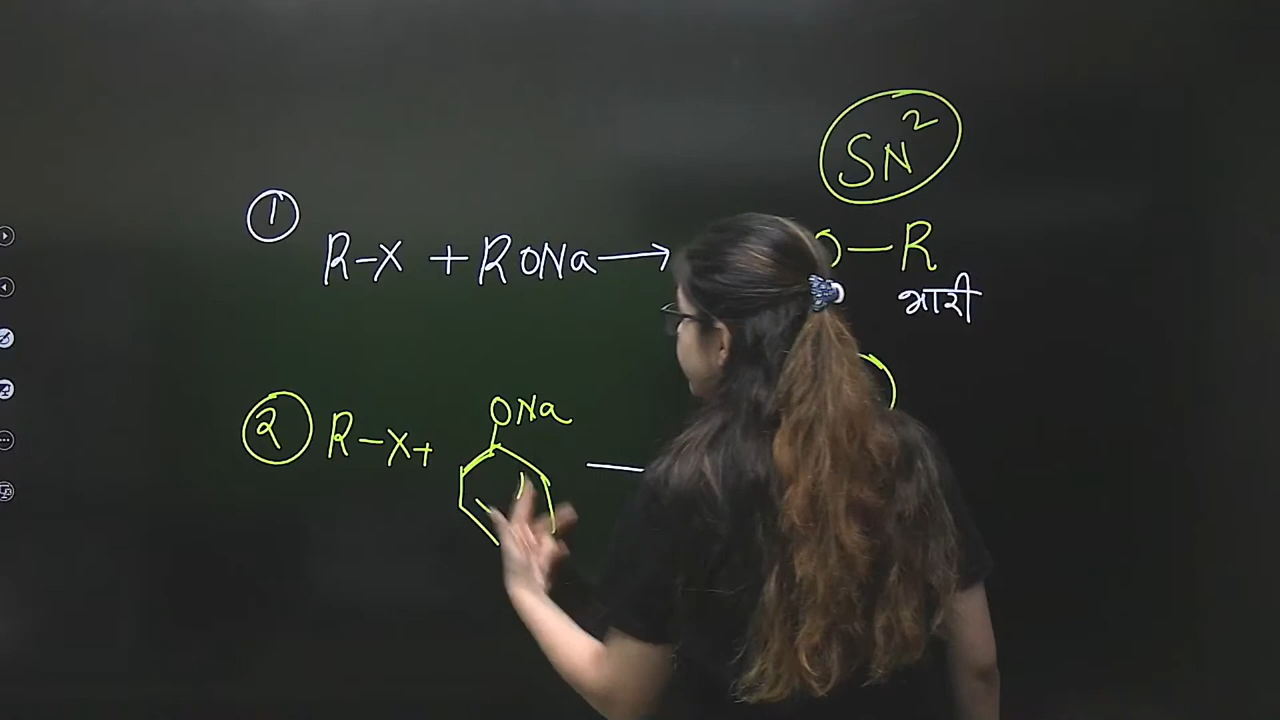 SN²
① R-X + RONa → O-R
भारी
② R-X + ONa